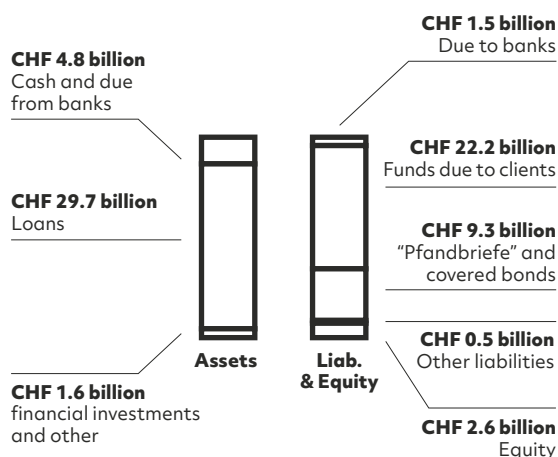 CHF 4.8 billion
Cash and due
from banks
CHF 29.7 billion
Loans
CHF 1.6 billion
financial investments
and other
Assets
Liab.
& Equity
CHF 1.5 billion
Due to banks
CHF 22.2 billion
Funds due to clients
CHF 9.3 billion
“Pfandbriefe” and
covered bonds
CHF 0.5 billion
Other liabilities
CHF 2.6 billion
Equity